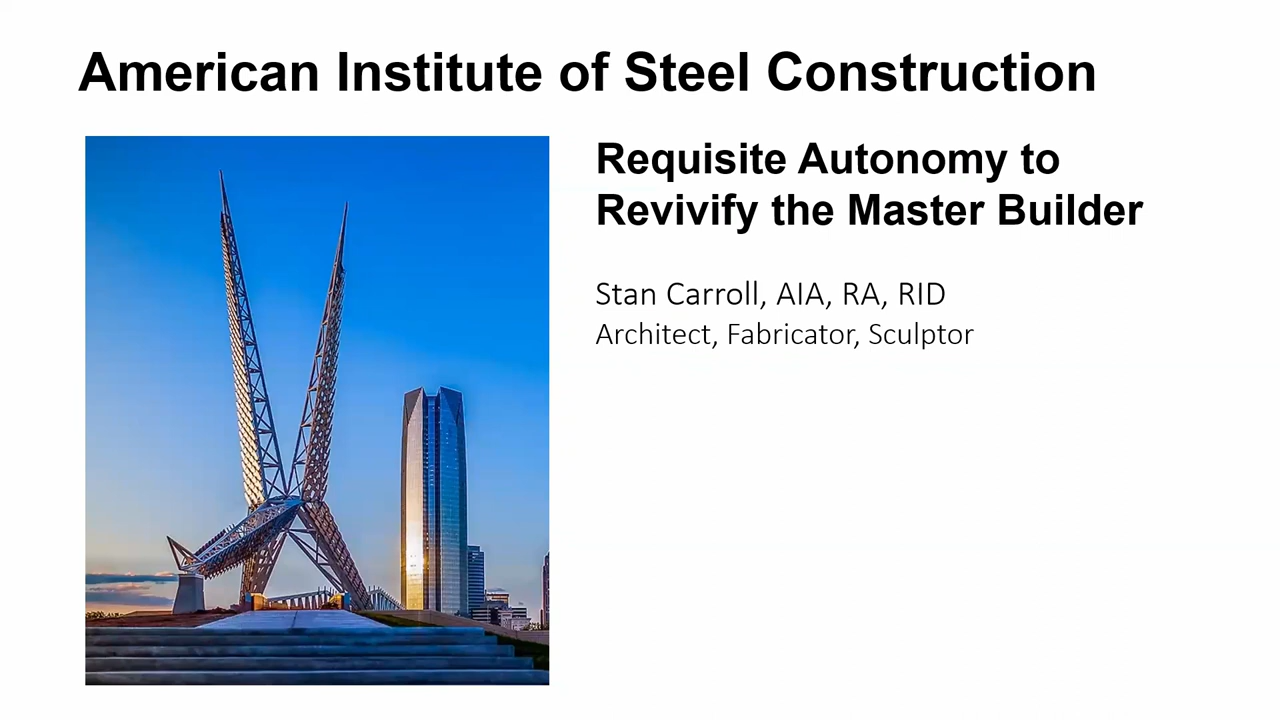 American Institute of Steel Construction
Requisite Autonomy to
Revivify the Master Builder
Stan Carroll, AIA, RA, RID
Architect, Fabricator, Sculptor